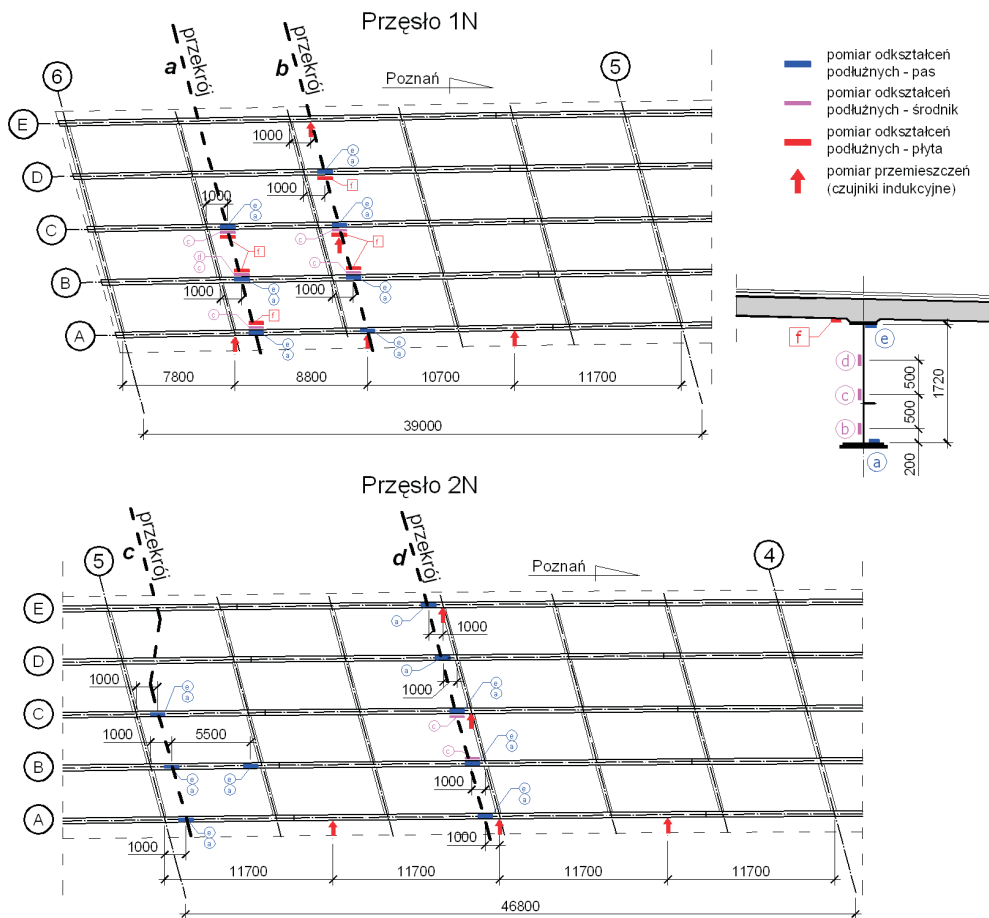 Przęsło 1N
przekrój
a
przekrój
b
6
5
Poznań
E
D
C
B
A
1000
e
a
1000
f
1000
e
a
e
a
c
f
c
f
d
c
1000
e
a
c
1000
e
a
c
f
e
a
e
a
7800
8800
10700
11700
39000
pomiar odkształceń
podłużnych - pas
pomiar odkształceń
podłużnych - środnik
pomiar odkształceń
podłużnych - płyta
pomiar przemieszczeń
(czujniki indukcyjne)
f
e
d
c
b
a
500
500
200
1720
Przęsło 2N
przekrój
c
przekrój
d
5
4
Poznań
E
D
C
B
A
a
1000
a
1000
1000
e
a
e
a
c
1000
5500
c
e
a
e
a
e
a
1000
e
a
e
a
1000
1000
11700
11700
11700
11700
46800